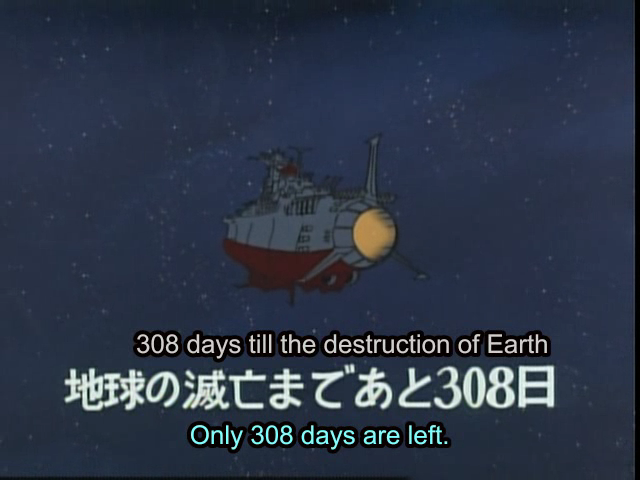 308 days till the destruction of Earth
地球の滅亡まであと308日
Only 308 days are left.